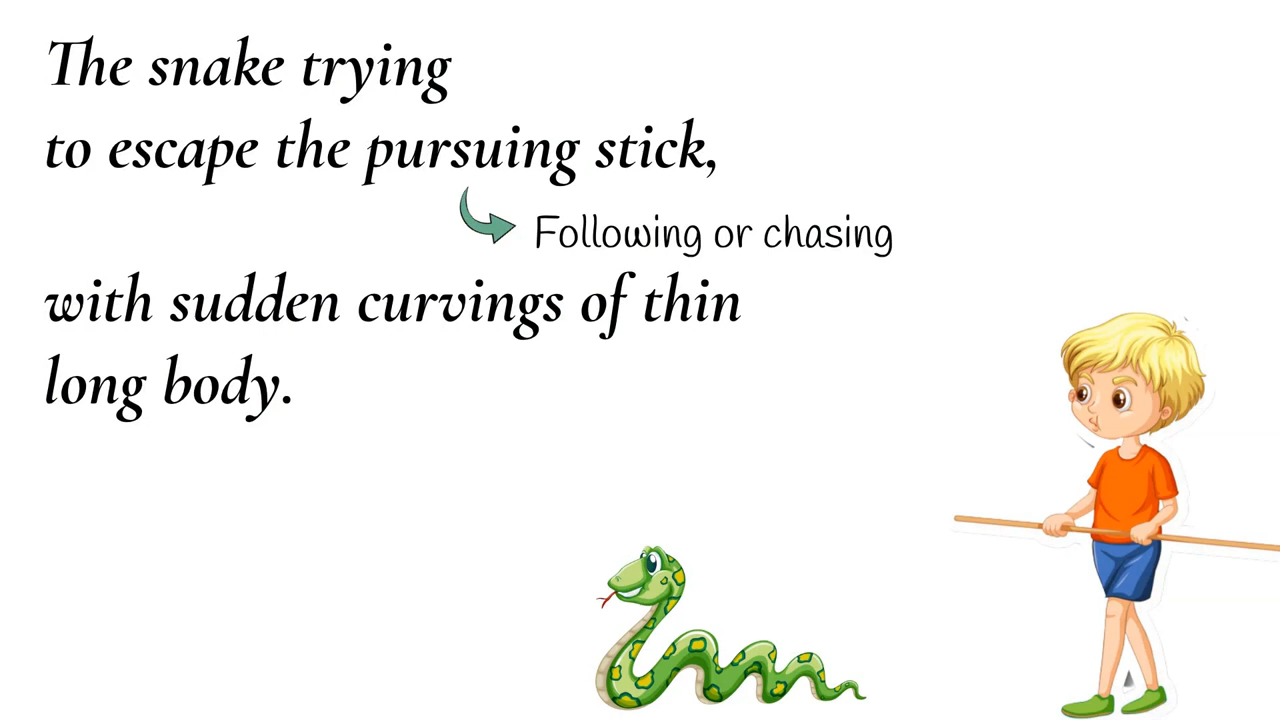 The snake trying
to escape the pursuing stick,
Following or chasing
with sudden curvings of thin
long body.